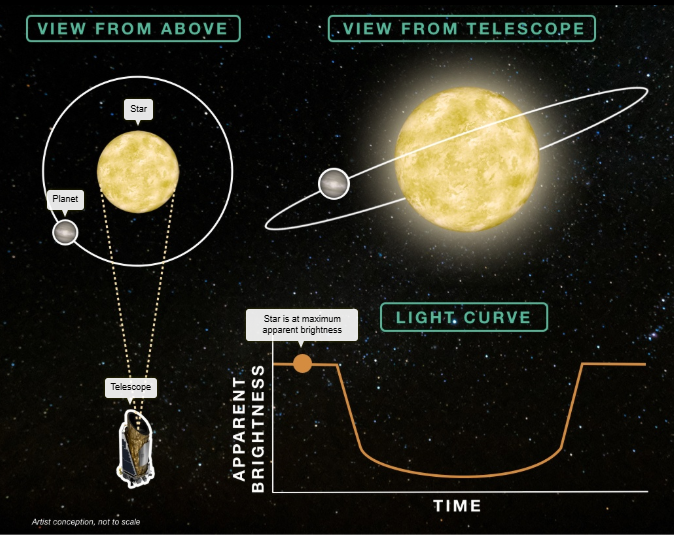 VIEW FROM ABOVE
VIEW FROM TELESCOPE
Star
Planet
Telescope
Star is at maximum
apparent brightness
LIGHT CURVE
APPARENT
BRIGHTNESS
TIME
Artist conception, not to scale